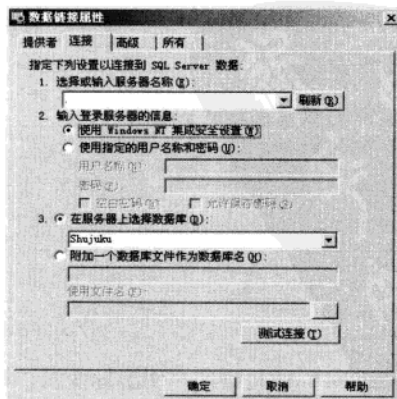 数据链接属性
提供者 连接 高级 所有
指定下列设置以连接到 SQL Server 数据:
1. 选择或输入服务器名称(E):
. 刷新(R)
2. 输入登录服务器的信息:
使用 Windows NT 集成安全设置(W)
使用指定的用户名称和密码(U):
用户名称(N):
密码(P):
空白密码(B) 允许保存密码(S)
3. 在服务器上选择数据库(D):
Shujuku
附加一个数据库文件作为数据库名(H):
使用文件名(F):
测试连接(T)
确定 取消 帮助